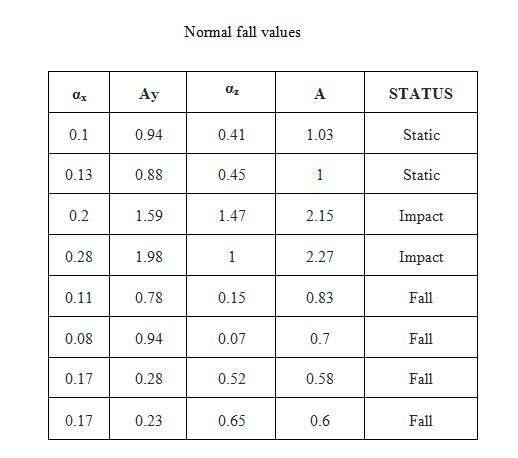 Normal fall values
αx Ay αz A STATUS
0.1 0.94 0.41 1.03 Static
0.13 0.88 0.45 1 Static
0.2 1.59 1.47 2.15 Impact
0.28 1.98 1 2.27 Impact
0.11 0.78 0.15 0.83 Fall
0.08 0.94 0.07 0.7 Fall
0.17 0.28 0.52 0.58 Fall
0.17 0.23 0.65 0.6 Fall